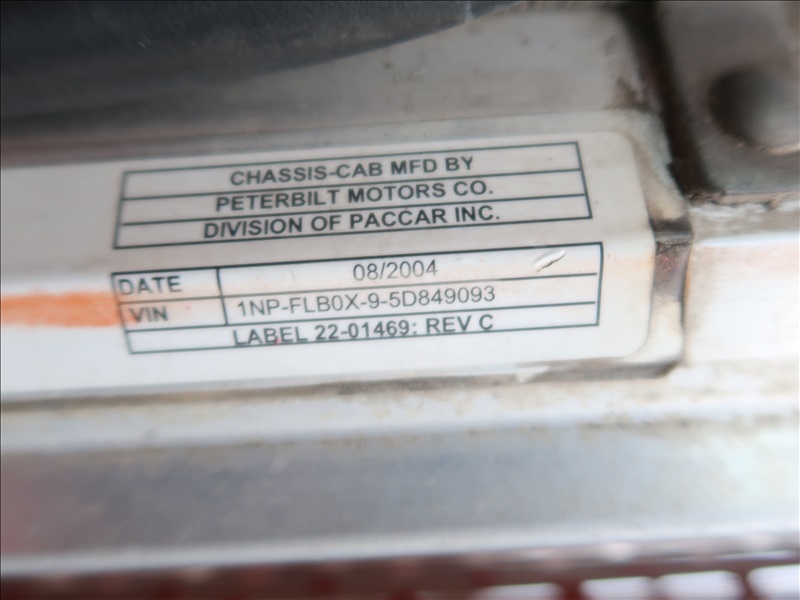 CHASSIS-CAB MFD BY
PETERBILT MOTORS CO.
DIVISION OF PACCAR INC.
DATE 08/2004
VIN 1NP-FLB0X-9-5D849093
LABEL 22-01469: REV C